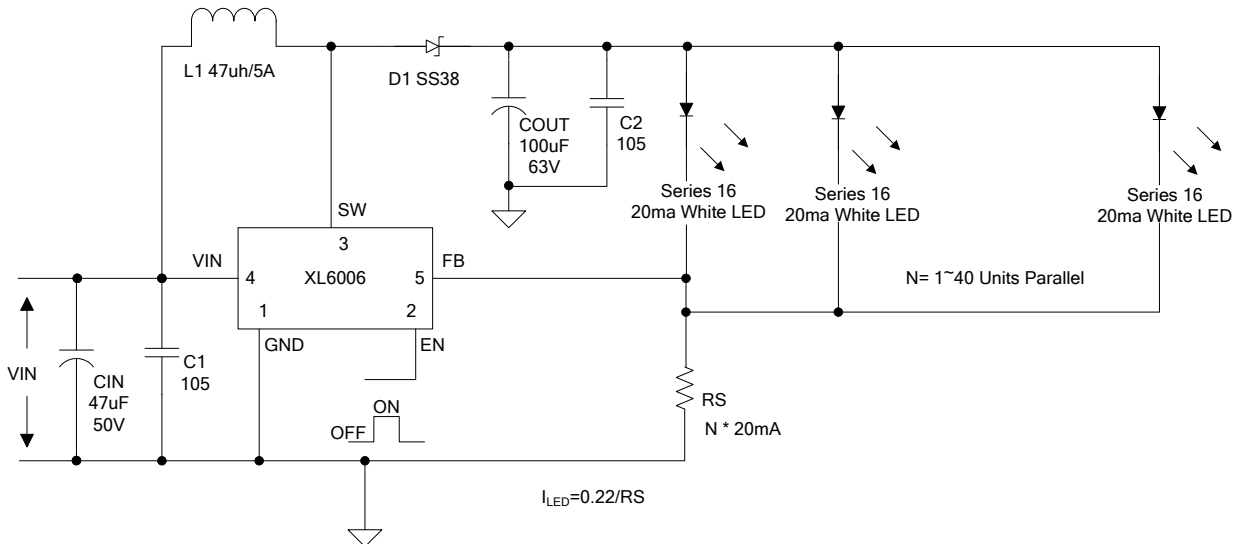 L1 47uh/5A
D1 SS38
COUT
100uF
63V
C2
105
Series 16
20ma White LED
Series 16
20ma White LED
Series 16
20ma White LED
SW
3
VIN
4
XL6006
5
FB
1
2
GND
EN
N= 1~40 Units Parallel
VIN
CIN
47uF
50V
C1
105
ON
OFF
RS
N * 20mA
I_LED=0.22/RS